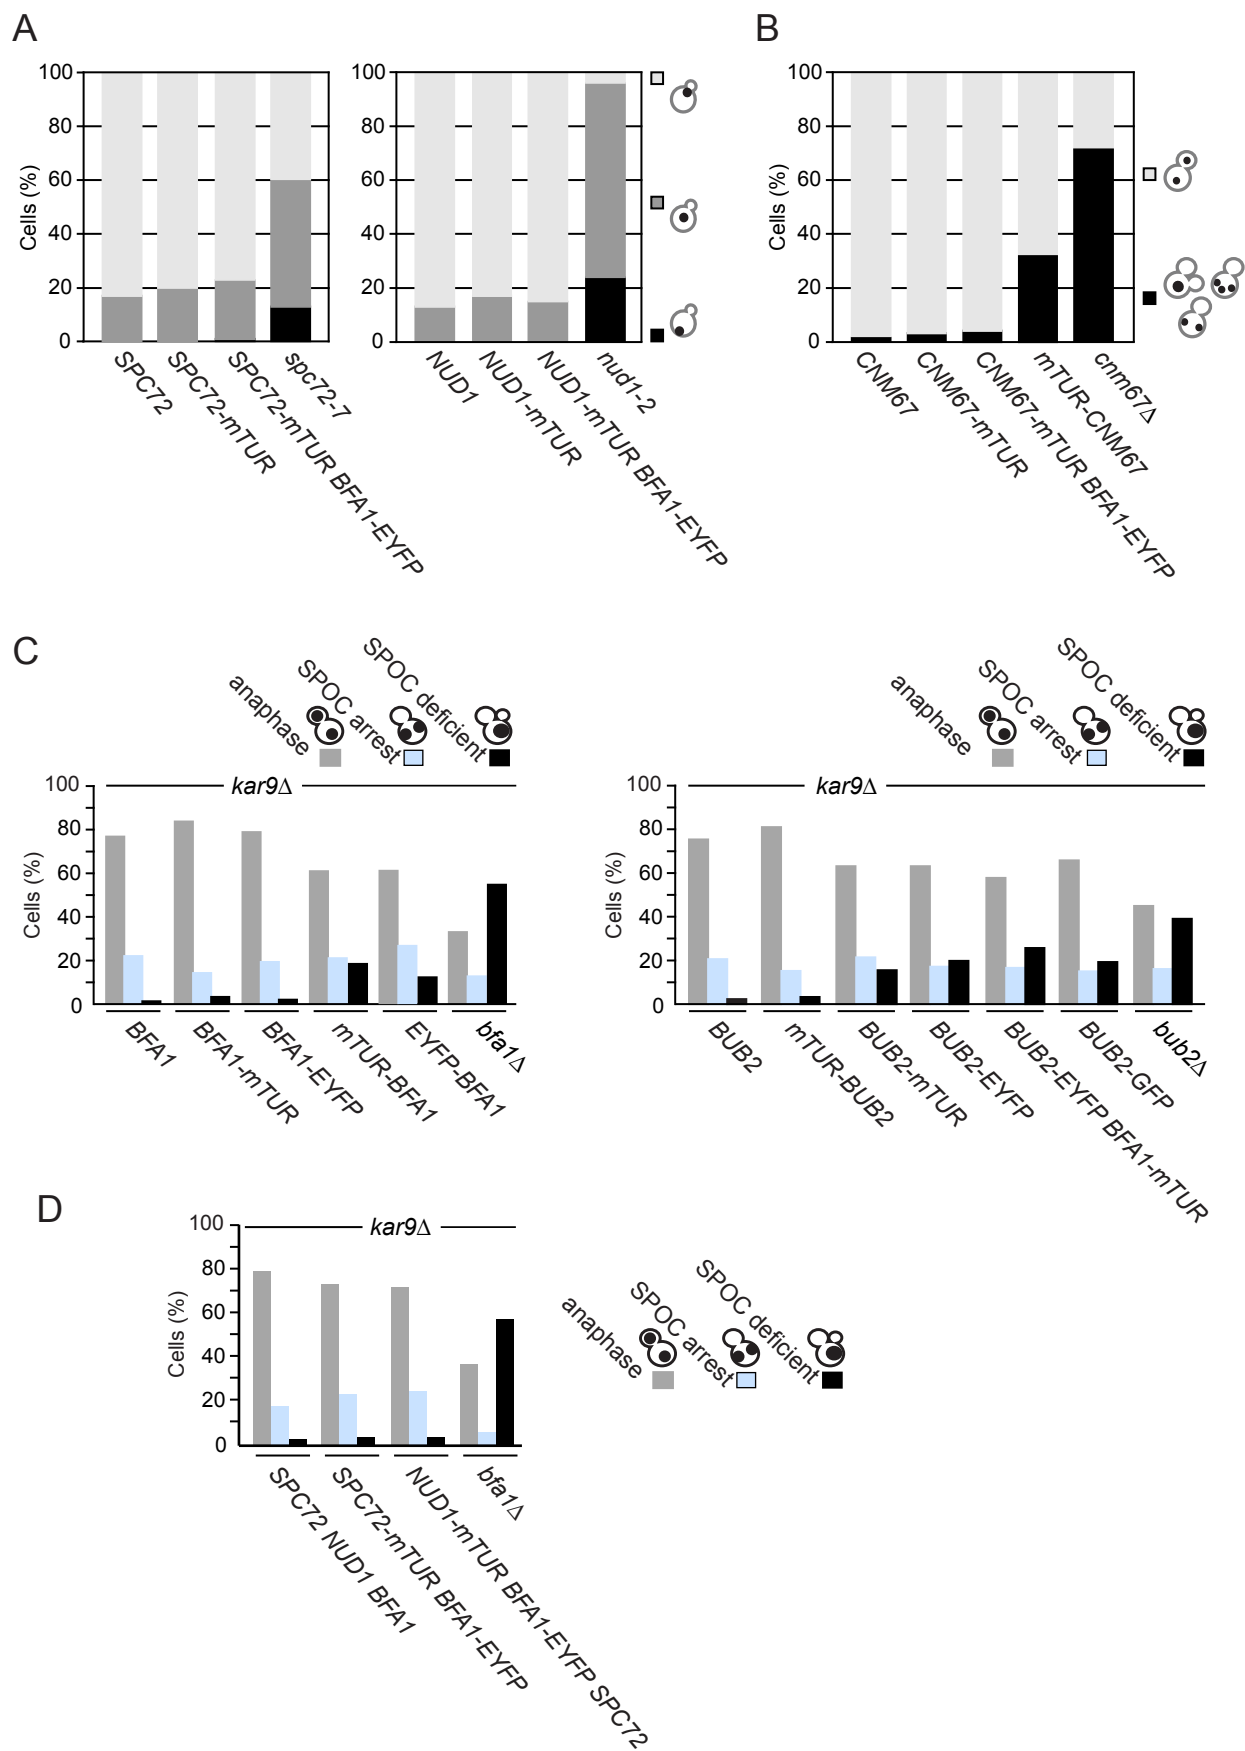 A
B
100
80
60
40
20
0
Cells (%)
SPC72
SPC72-mTUR
SPC72-mTUR BFA1-EYFP
spc72-7
100
80
60
40
20
0
NUD1
NUD1-mTUR
NUD1-mTUR BFA1-EYFP
nud1-2
100
80
60
40
20
0
Cells (%)
CNM67
CNM67-mTUR
CNM67-mTUR BFA1-EYFP
mTUR-CNM67
cnm67Δ
C
anaphase
SPOC arrest
SPOC deficient
kar9Δ
100
80
60
40
20
0
Cells (%)
BFA1
BFA1-mTUR
BFA1-EYFP
mTUR-BFA1
EYFP-BFA1
bfa1Δ
anaphase
SPOC arrest
SPOC deficient
kar9Δ
100
80
60
40
20
0
Cells (%)
BUB2
mTUR-BUB2
BUB2-mTUR
BUB2-EYFP
BUB2-EYFP BFA1-mTUR
BUB2-GFP
bub2Δ
D
kar9Δ
100
80
60
40
20
0
Cells (%)
SPC72 NUD1 BFA1
SPC72-mTUR BFA1-EYFP
NUD1-mTUR BFA1-EYFP SPC72
bfa1Δ
anaphase
SPOC arrest
SPOC deficient